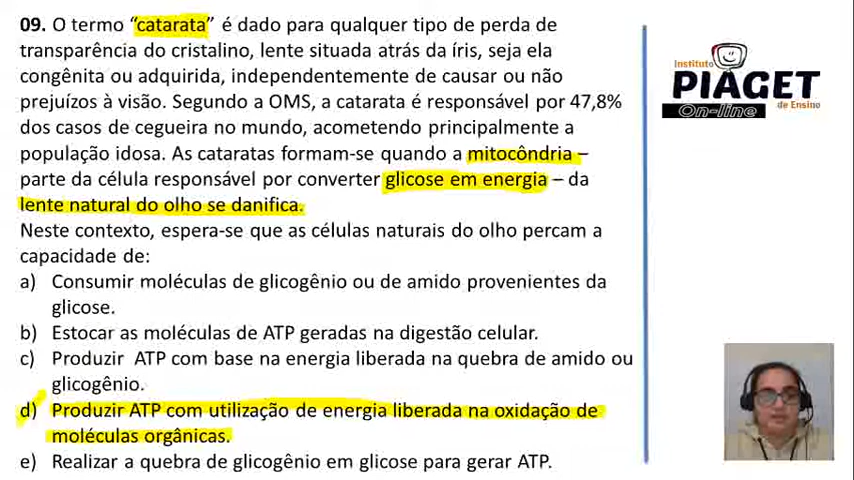 09. O termo “catarata” é dado para qualquer tipo de perda de
transparência do cristalino, lente situada atrás da íris, seja ela
congênita ou adquirida, independentemente de causar ou não
prejuízos à visão. Segundo a OMS, a catarata é responsável por 47,8%
dos casos de cegueira no mundo, acometendo principalmente a
população idosa. As cataratas formam-se quando a mitocôndria –
parte da célula responsável por converter glicose em energia – da
lente natural do olho se danifica.
Neste contexto, espera-se que as células naturais do olho percam a
capacidade de:
a) Consumir moléculas de glicogênio ou de amido provenientes da
glicose.
b) Estocar as moléculas de ATP geradas na digestão celular.
c) Produzir ATP com base na energia liberada na quebra de amido ou
glicogênio.
d) Produzir ATP com utilização de energia liberada na oxidação de
moléculas orgânicas.
e) Realizar a quebra de glicogênio em glicose para gerar ATP.
Instituto
PIAGET
On-line de Ensino